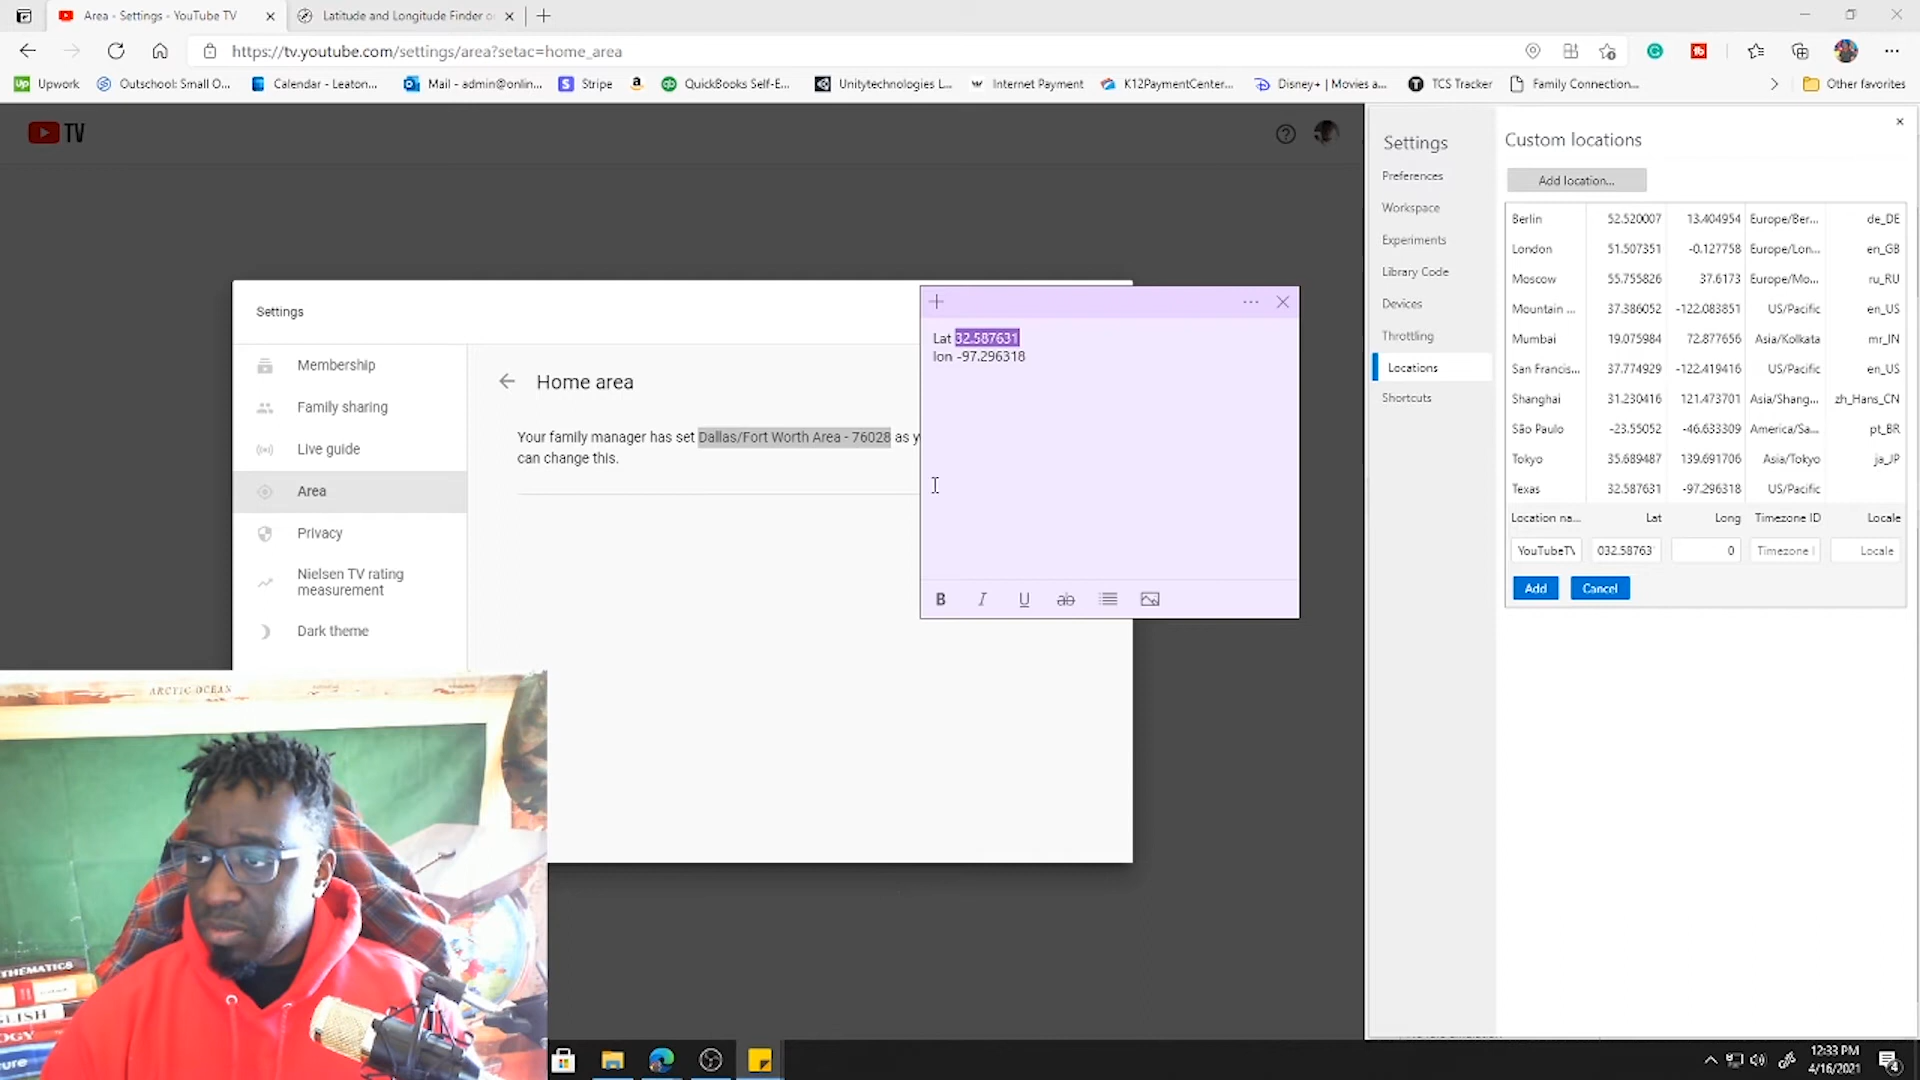 Area - Settings - YouTube TV
Latitude and Longitude Finder o
https://tv.youtube.com/settings/area?setac=home_area
Up Upwork
Outschool: Small O...
Calendar - Leaton...
Mail - admin@onlin...
S Stripe
a
qb QuickBooks Self-E...
Unitytechnologies L...
Internet Payment
K12PaymentCenter...
Disney+ | Movies a...
T TCS Tracker
Family Connection...
Other favorites
TV
Settings
Membership
Family sharing
Live guide
Area
Privacy
Nielsen TV rating
measurement
Dark theme
Home area
Your family manager has set Dallas/Fort Worth Area - 76028 as y
can change this.
Lat 32.587631
lon -97.296318
B I U ab
Settings
Preferences
Workspace
Experiments
Library Code
Devices
Throttling
Locations
Shortcuts
Custom locations
Add location...
Berlin 52.520007 13.404954 Europe/Ber... de_DE
London 51.507351 -0.127758 Europe/Lon... en_GB
Moscow 55.755826 37.6173 Europe/Mo... ru_RU
Mountain ... 37.386052 -122.083851 US/Pacific en_US
Mumbai 19.075984 72.877656 Asia/Kolkata mr_IN
San Francis... 37.774929 -122.419416 US/Pacific en_US
Shanghai 31.230416 121.473701 Asia/Shang... zh_Hans_CN
São Paulo -23.55052 -46.633309 America/Sa... pt_BR
Tokyo 35.689487 139.691706 Asia/Tokyo ja_JP
Texas 32.587631 -97.296318 US/Pacific
Location na... Lat Long Timezone ID Locale
YouTubeTV 032.58763 0 Timezone I Locale
Add Cancel
ARCTIC OCEAN
12:33 PM
4/16/2021
4